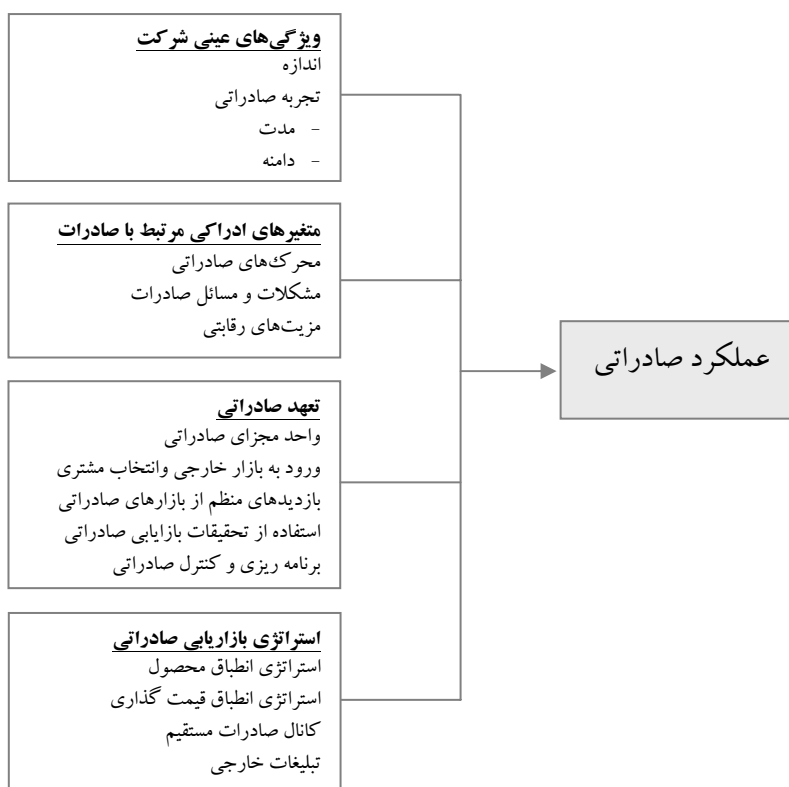 ویژگی‌های عینی شرکت
اندازه
تجربه صادراتی
- مدت
- دامنه
متغیرهای ادراکی مرتبط با صادرات
محرک‌های صادراتی
مشکلات و مسائل صادرات
مزیت‌های رقابتی
تعهد صادراتی
واحد مجزای صادراتی
ورود به بازار خارجی وانتخاب مشتری
بازدیدهای منظم از بازارهای صادراتی
استفاده از تحقیقات بازایابی صادراتی
برنامه ریزی و کنترل صادراتی
استراتژی بازاریابی صادراتی
استراتژی انطباق محصول
استراتژی انطباق قیمت گذاری
کانال صادرات مستقیم
تبلیغات خارجی
عملکرد صادراتی